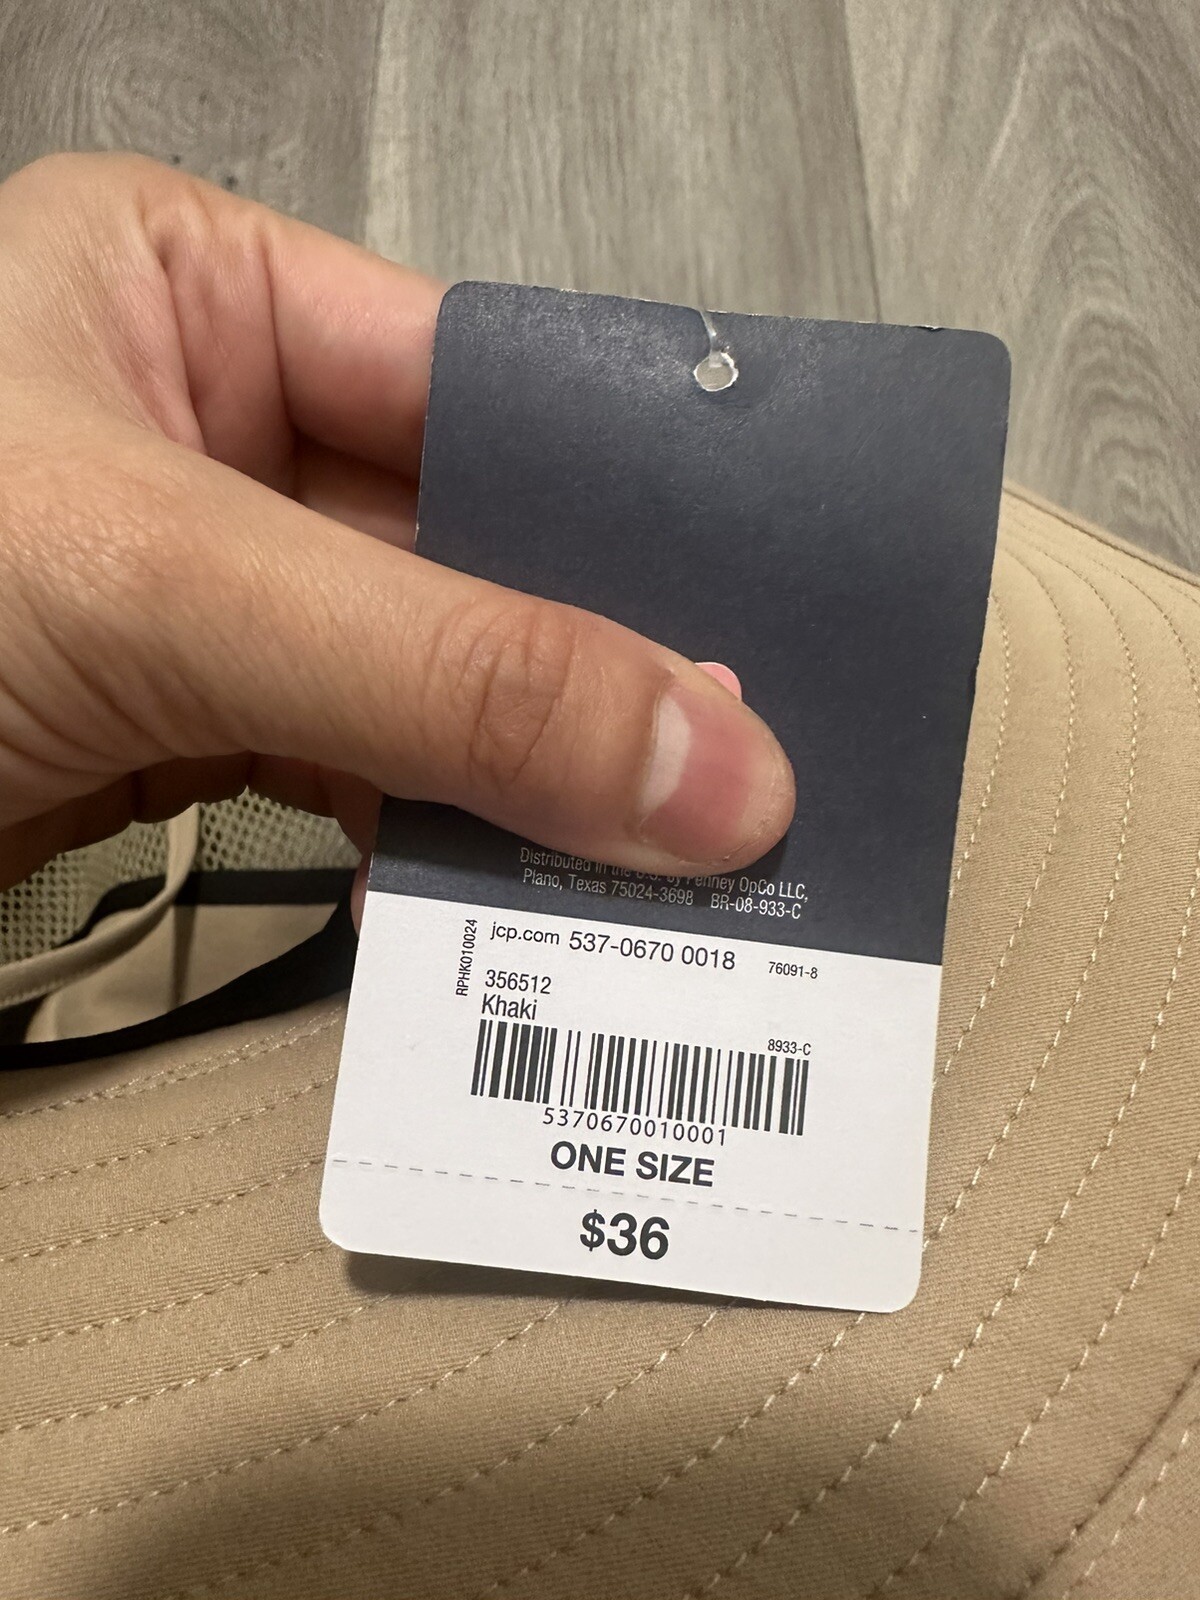 Distributed in the U.S. by Penney OpCo LLC,
Plano, Texas 75024-3698 BR-08-933-C
RPHK010024
jcp.com 537-0670 0018 76091-8
356512
Khaki
8933-C
5370670010001
ONE SIZE
$36